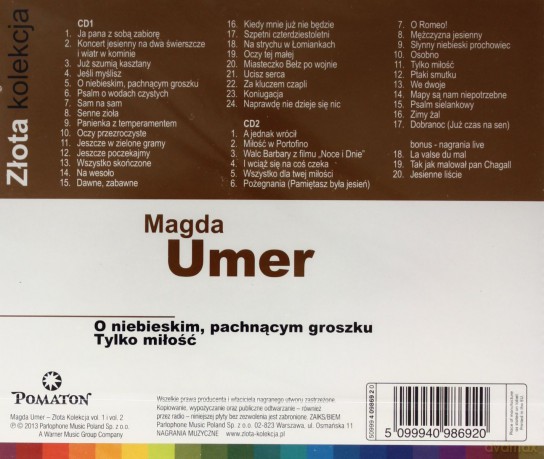 Złota kolekcja
CD1
1. Ja pana z sobą zabiorę
2. Koncert jesienny na dwa świerszcze
i wiatr w kominie
3. Już szumią kasztany
4. Jeśli myślisz
5. O niebieskim, pachnącym groszku
6. Psalm o wodach czystych
7. Sam na sam
8. Senne zioła
9. Panienka z temperamentem
10. Oczy przezroczyste
11. Jeszcze w zielone gramy
12. Jeszcze poczekajmy
13. Wszystko skończone
14. Na wesoło
15. Dawne, zabawne
16. Kiedy mnie już nie będzie
17. Szpetni czterdziestoletni
18. Na strychu w Łomiankach
19. Oczy tej małej
20. Miasteczko Bełz po wojnie
21. Ucisz serca
22. Za kluczem czapli
23. Koniugacja
24. Naprawdę nie dzieje się nic
CD2
1. A jednak wrócił
2. Miłość w Portofino
3. Walc Barbary z filmu „Noce i Dnie"
4. I wciąż się na coś czeka
5. Wszystko dla twej miłości
6. Pożegnania (Pamiętasz była jesień)
7. O Romeo!
8. Mężczyzna jesienny
9. Słynny niebieski prochowiec
10. Osobno
11. Tylko miłość
12. Ptaki smutku
13. We dwoje
14. Mapy są nam niepotrzebne
15. Psalm sielankowy
16. Zimy żal
17. Dobranoc (Już czas na sen)
bonus - nagrania live
18. La valse du mal
19. Tak jak malował pan Chagall
20. Jesienne liście
Magda
Umer
O niebieskim, pachnącym groszku
Tylko miłość
POMATON
Magda Umer – Złota Kolekcja vol. 1 i vol. 2
℗ © 2013 Parlophone Music Poland Sp. z o.o.
A Warner Music Group Company
Wszelkie prawa producenta i właściciela nagranego utworu zastrzeżone.
Kopiowanie, wypożyczanie oraz publiczne odtwarzanie – również
przez radio – niniejszej płyty bez zezwolenia jest zabronione. ZAIKS/BIEM
Parlophone Music Poland Sp. z o.o. 02-823 Warszawa, ul. Osmańska 11
NAGRANIA MUZYCZNE www.zlota-kolekcja.pl
50999 4 09869 2 0
5 099940 986920
avamax